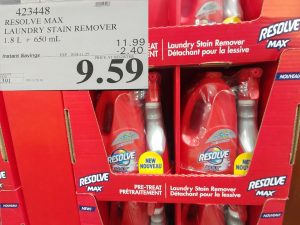 423448
RESOLVE MAX
LAUNDRY STAIN REMOVER
1.8 L + 650 mL
Instant Savings
11.99
-2.40
9.59
Laundry Stain Remover
Détachant pour la lessive
RESOLVE
MAX
RESOLVE
RESOLVE
NEW
NOUVEAU
NEW
NOUVEAU
RESOLVE
MAX
PRE-TREAT
PRÉTRAITEMENT
Laundry Stain Remover
Détachant pour la lessive
RESOLVE
MAX